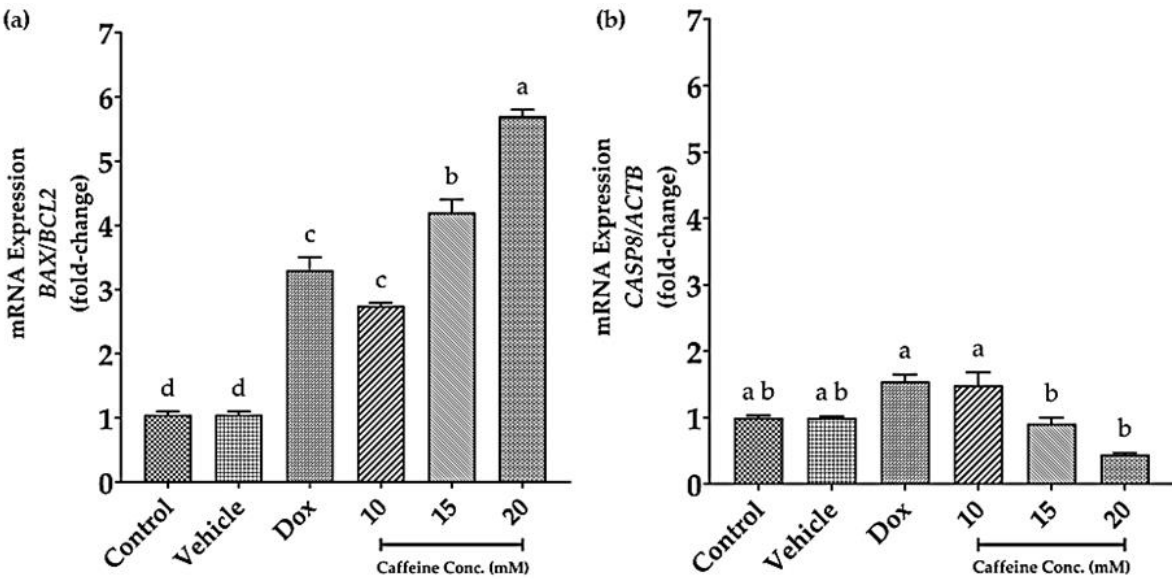 (a)
mRNA Expression
BAX/BCL2
(fold-change)
7
6
5
4
3
2
1
0
d
d
c
c
b
a
Control
Vehicle
Dox
10
15
20
Caffeine Conc. (mM)
(b)
mRNA Expression
CASP8/ACTB
(fold-change)
7
6
5
4
3
2
1
0
a b
a b
a
a
b
b
Control
Vehicle
Dox
10
15
20
Caffeine Conc. (mM)